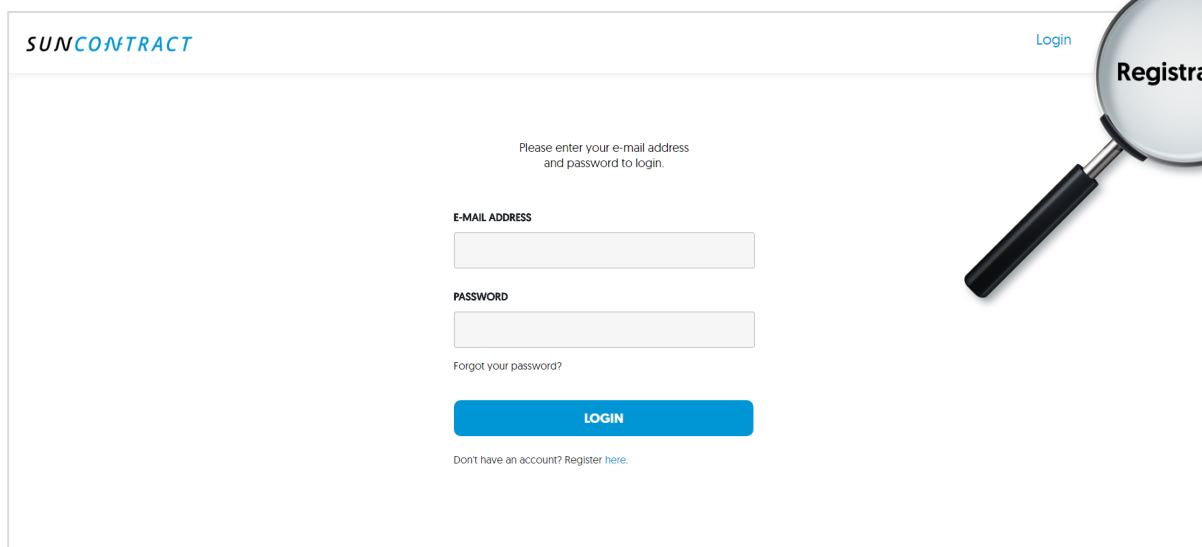 SUNCONTRACT
Login
Registra
Please enter your e-mail address
and password to login.
E-MAIL ADDRESS
PASSWORD
Forgot your password?
LOGIN
Don't have an account? Register here.